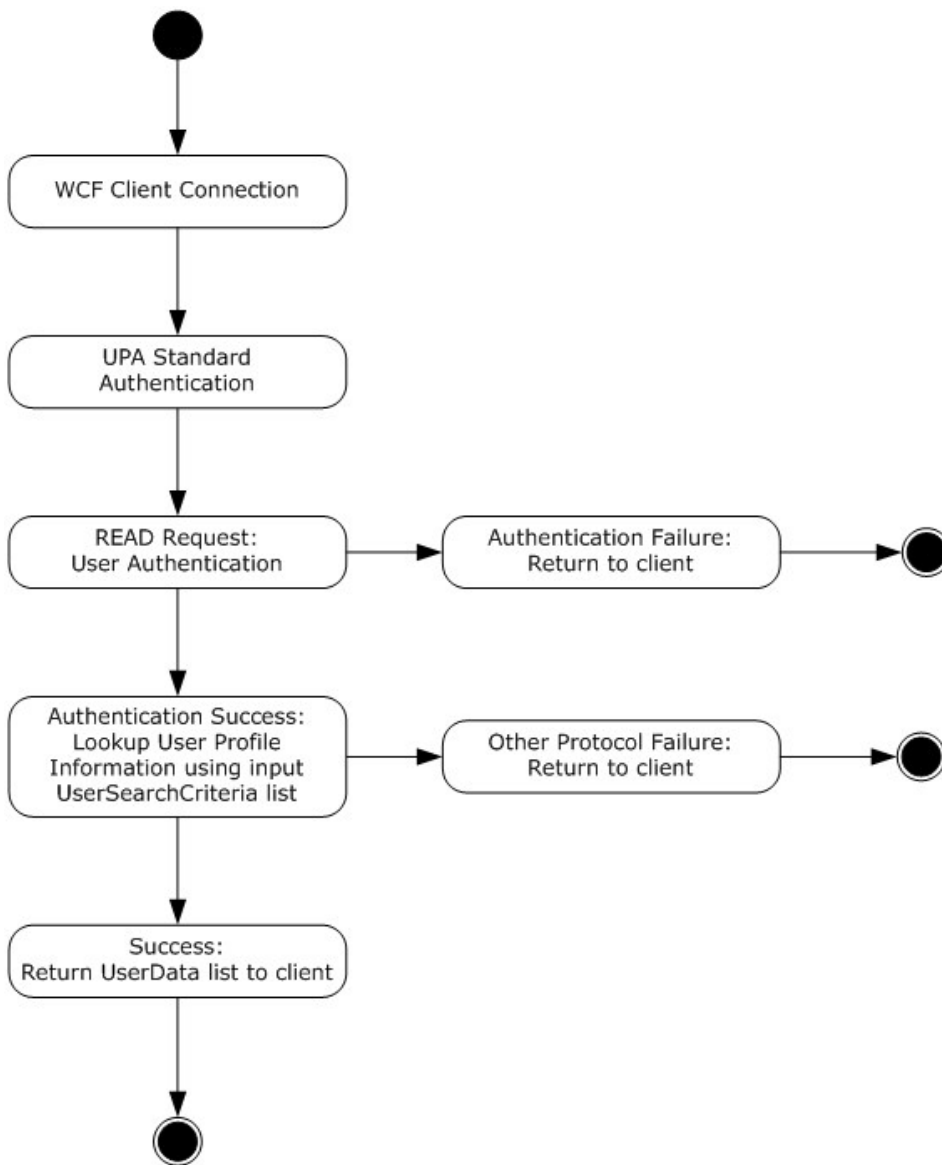 WCF Client Connection
UPA Standard
Authentication
READ Request:
User Authentication
Authentication Failure:
Return to client
Authentication Success:
Lookup User Profile
Information using input
UserSearchCriteria list
Other Protocol Failure:
Return to client
Success:
Return UserData list to client